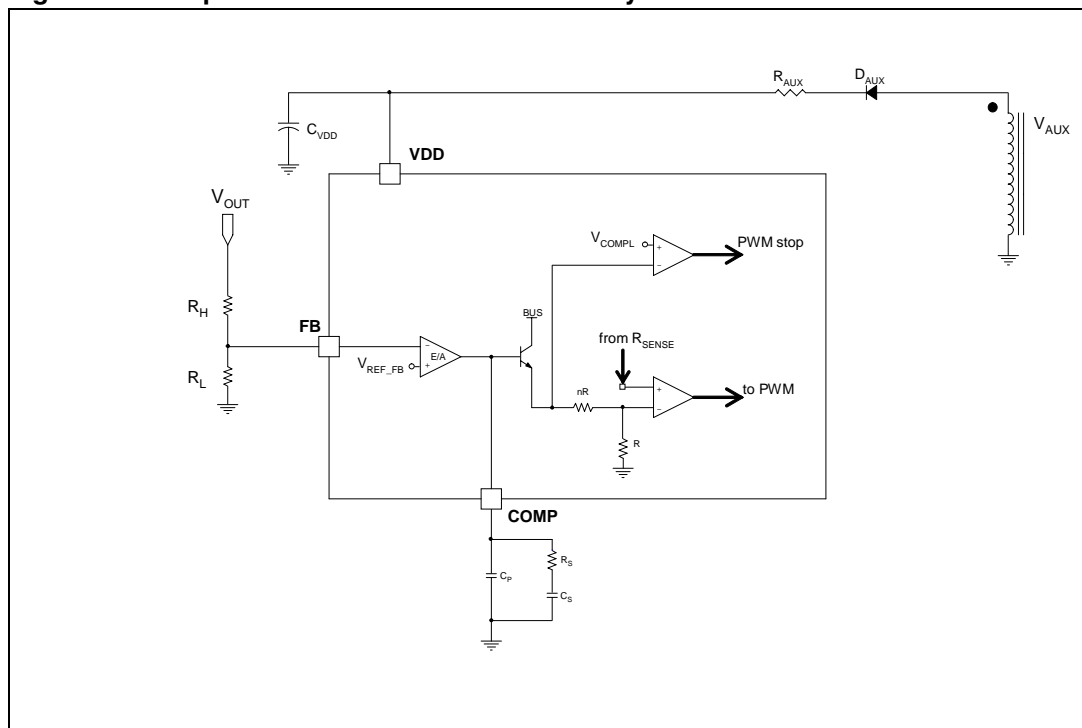 R_AUX
D_AUX
V_AUX
C_VDD
VDD
V_OUT
V_COMPL
+
−
PWM stop
R_H
BUS
from R_SENSE
FB
−
E/A
+
V_REF_FB
nR
+
−
to PWM
R_L
R
COMP
R_S
C_P
C_S